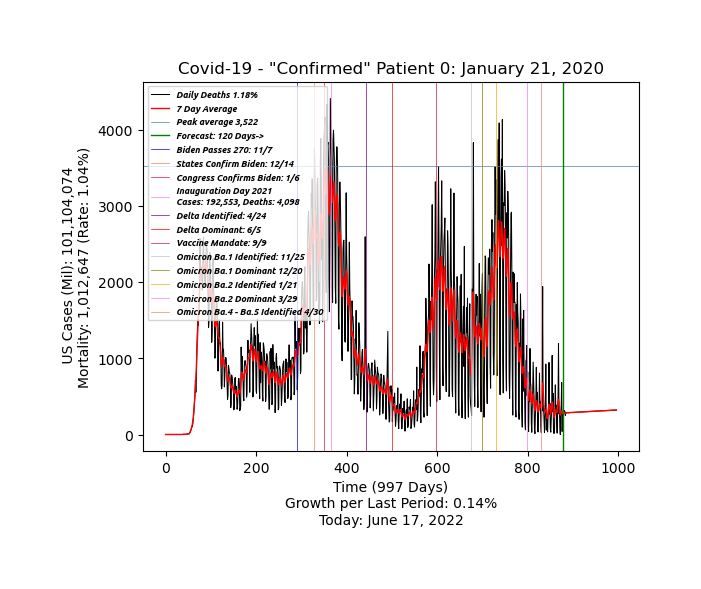 Covid-19 - "Confirmed" Patient 0: January 21, 2020
Daily Deaths 1.18%
7 Day Average
Peak average 3,522
Forecast: 120 Days->
Biden Passes 270: 11/7
States Confirm Biden: 12/14
Congress Confirms Biden: 1/6
Inauguration Day 2021
Cases: 192,553, Deaths: 4,098
Delta Identified: 4/24
Delta Dominant: 6/5
Vaccine Mandate: 9/9
Omicron Ba.1 Identified: 11/25
Omicron Ba.1 Dominant 12/20
Omicron Ba.2 Identified 1/21
Omicron Ba.2 Dominant 3/29
Omicron Ba.4 - Ba.5 Identified 4/30
4000
3000
2000
1000
0
US Cases (Mil): 101,104,074
Mortality: 1,012,647 (Rate: 1.04%)
0 200 400 600 800 1000
Time (997 Days)
Growth per Last Period: 0.14%
Today: June 17, 2022